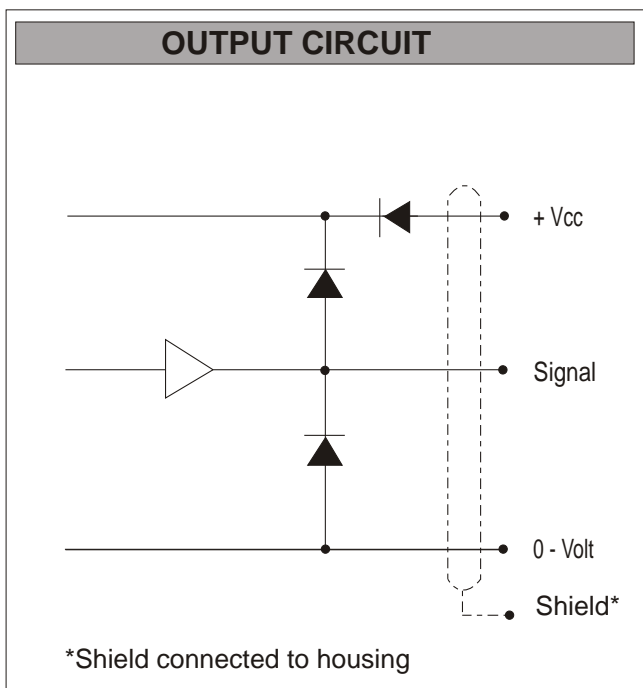 OUTPUT CIRCUIT
+ Vcc
Signal
0 - Volt
Shield*
*Shield connected to housing